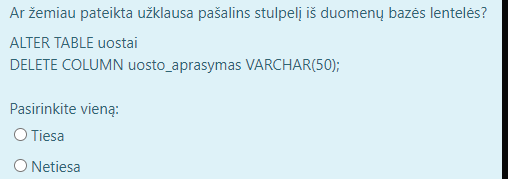 Ar žemiau pateikta užklausa pašalins stulpelį iš duomenų bazės lentelės?
ALTER TABLE uostai
DELETE COLUMN uosto_aprasymas VARCHAR(50);
Pasirinkite vieną:
Tiesa
Netiesa